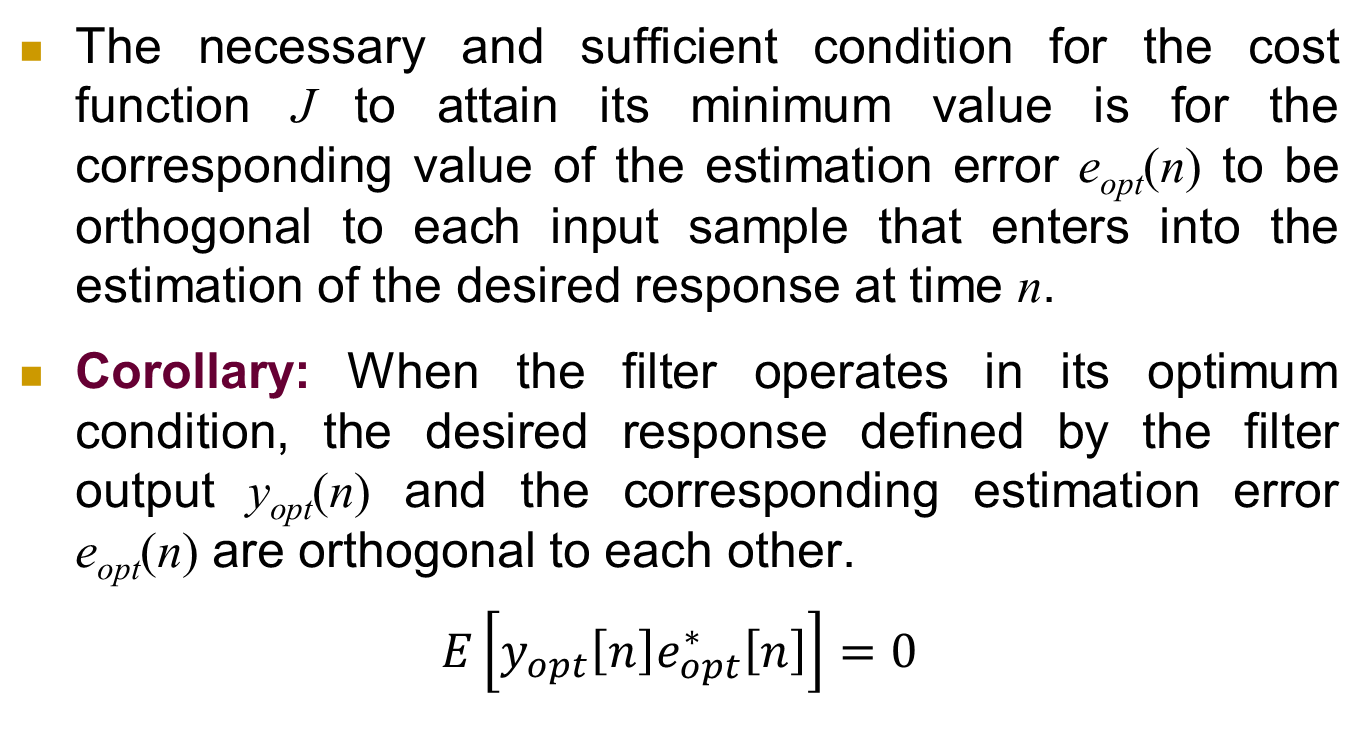 The necessary and sufficient condition for the cost
function J to attain its minimum value is for the
corresponding value of the estimation error e_opt(n) to be
orthogonal to each input sample that enters into the
estimation of the desired response at time n.
Corollary: When the filter operates in its optimum
condition, the desired response defined by the filter
output y_opt(n) and the corresponding estimation error
e_opt(n) are orthogonal to each other.
E[y_opt[n]e*_opt[n]] = 0